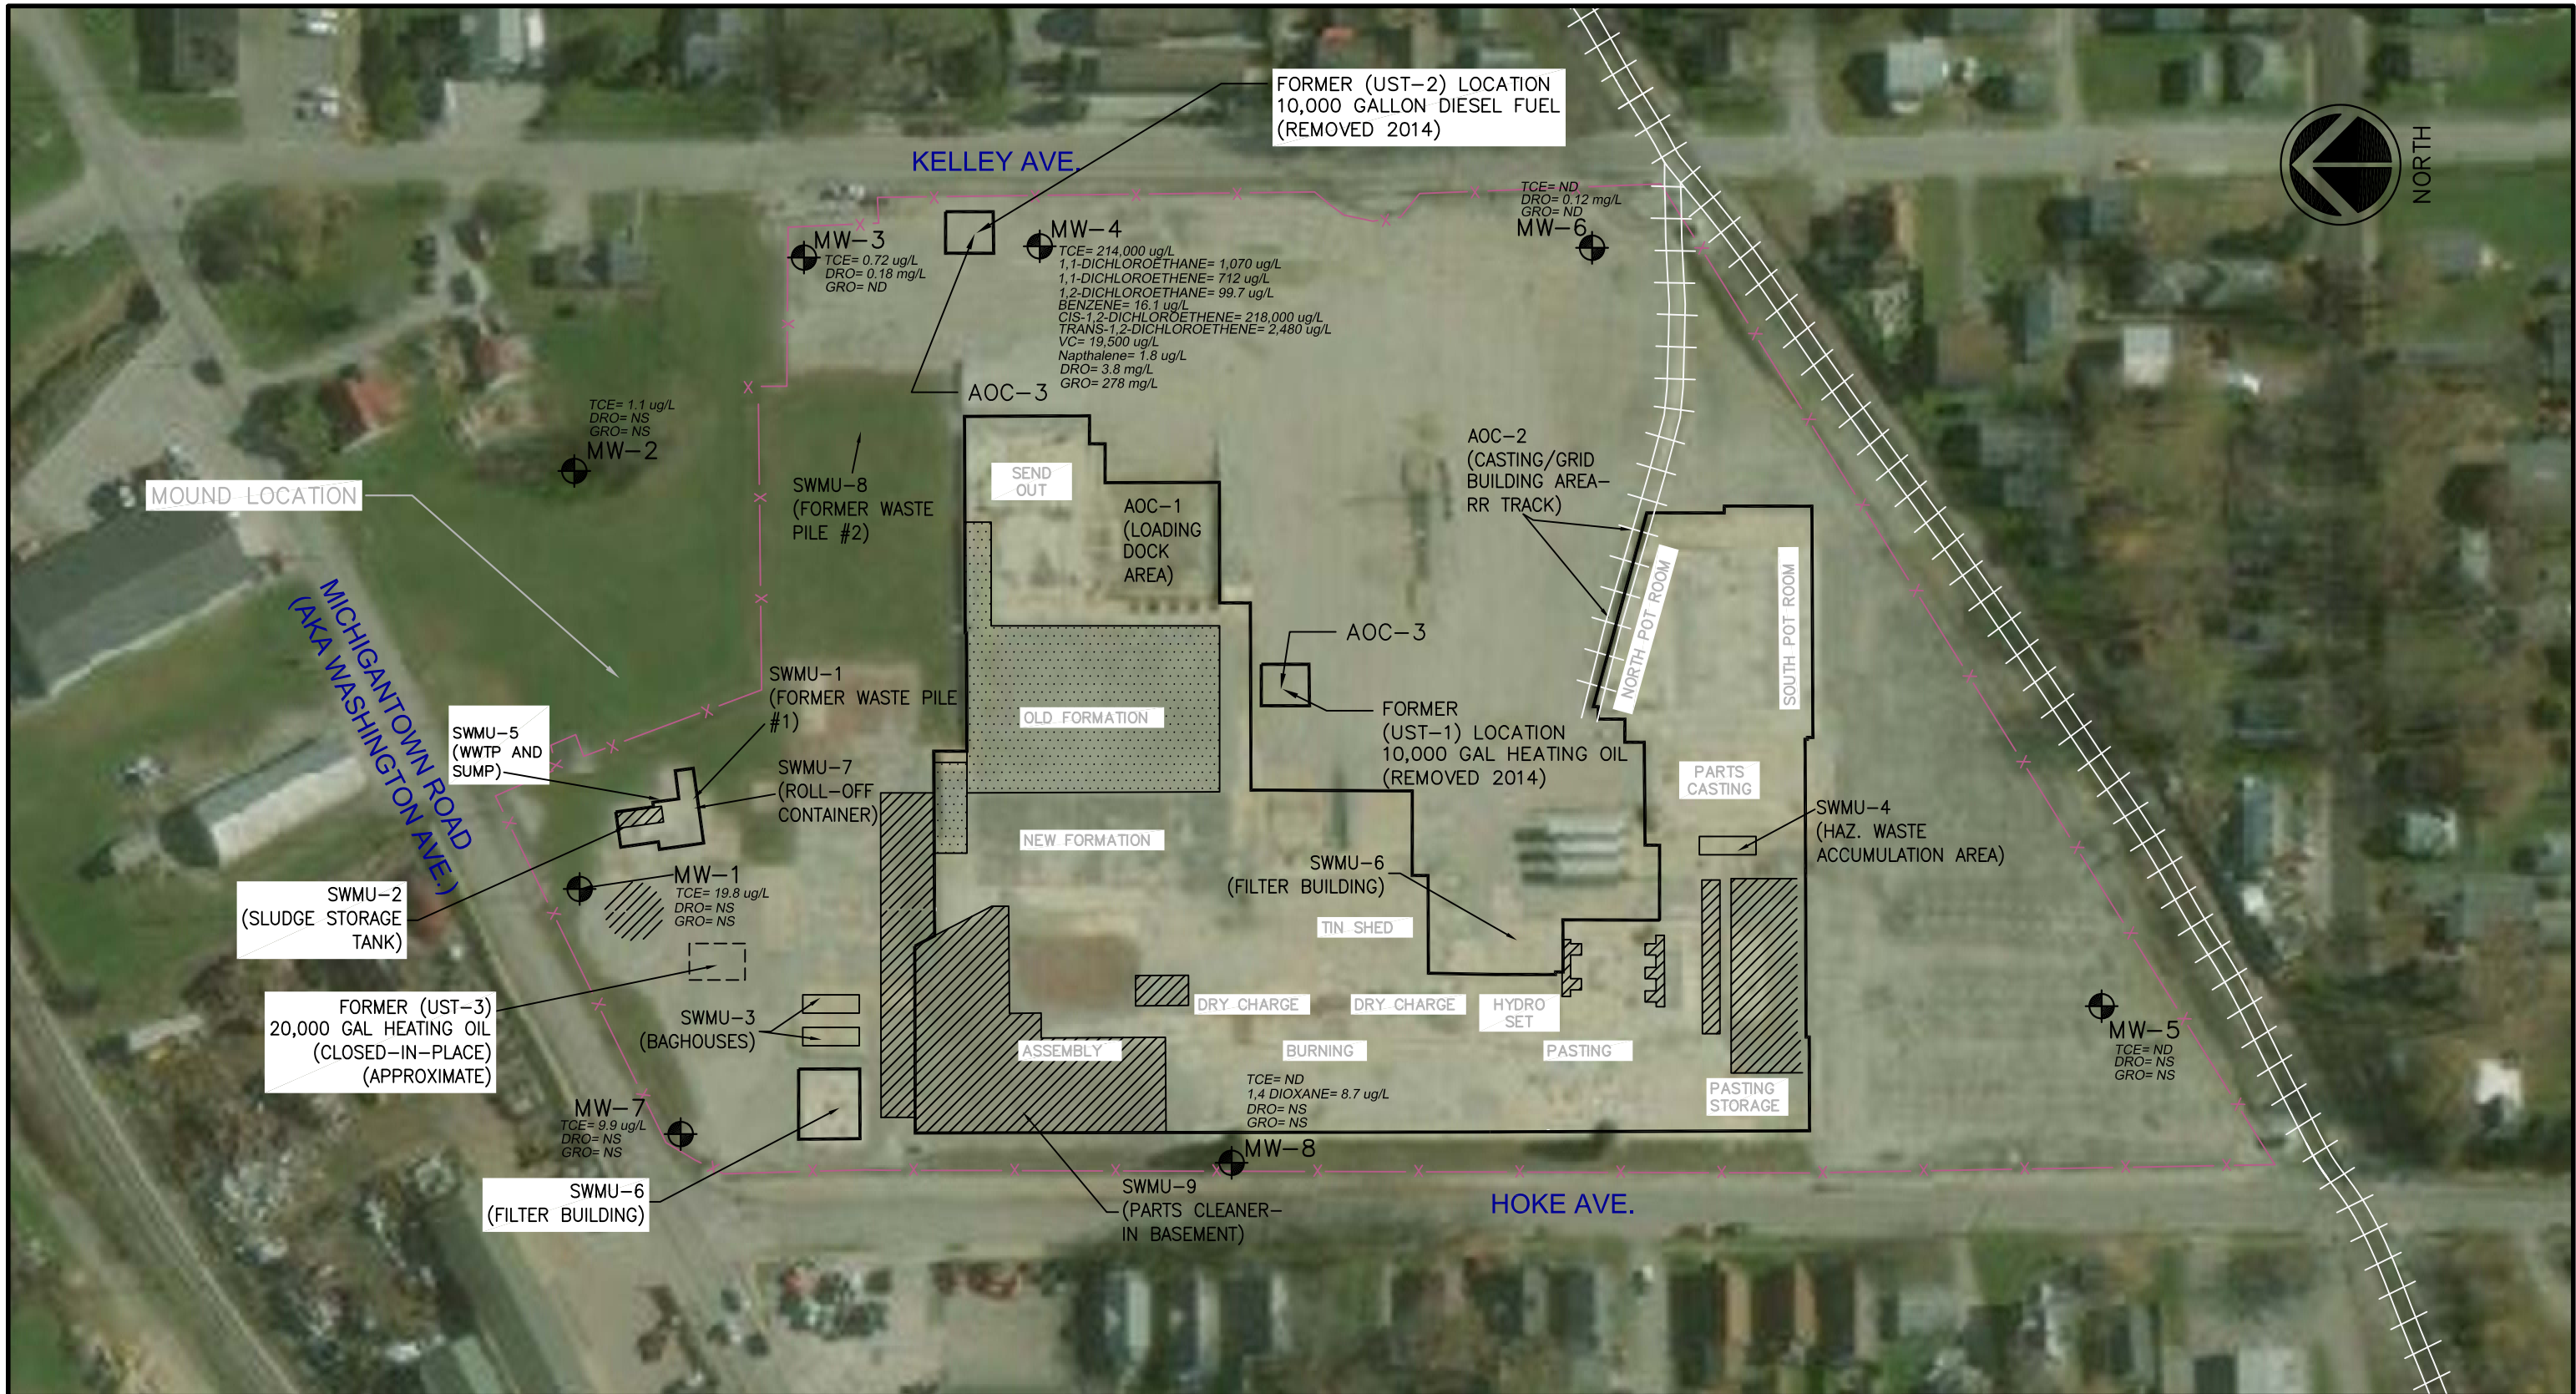 FORMER (UST-2) LOCATION
10,000 GALLON DIESEL FUEL
(REMOVED 2014)
NORTH
KELLEY AVE.
TCE= ND
DRO= 0.12 mg/L
GRO= ND
MW-6
MW-3
TCE= 0.72 ug/L
DRO= 0.18 mg/L
GRO= ND
MW-4
TCE= 214,000 ug/L
1,1-DICHLOROETHANE= 1,070 ug/L
1,1-DICHLOROETHENE= 712 ug/L
1,2-DICHLOROETHANE= 99.7 ug/L
BENZENE= 16.1 ug/L
CIS-1,2-DICHLOROETHENE= 218,000 ug/L
TRANS-1,2-DICHLOROETHENE= 2,480 ug/L
VC= 19,500 ug/L
Napthalene= 1.8 ug/L
DRO= 3.8 mg/L
GRO= 278 mg/L
AOC-3
TCE= 1.1 ug/L
DRO= NS
GRO= NS
MW-2
MOUND LOCATION
SWMU-8
(FORMER WASTE
PILE #2)
SEND
OUT
AOC-1
(LOADING
DOCK
AREA)
AOC-2
(CASTING/GRID
BUILDING AREA-
RR TRACK)
NORTH POT ROOM
SOUTH POT ROOM
MICHIGANTOWN ROAD
(AKA WASHINGTON AVE.)
AOC-3
SWMU-1
(FORMER WASTE PILE
#1)
SWMU-5
(WWTP AND
SUMP)
OLD FORMATION
FORMER
(UST-1) LOCATION
10,000 GAL HEATING OIL
(REMOVED 2014)
SWMU-7
(ROLL-OFF
CONTAINER)
PARTS
CASTING
SWMU-4
(HAZ. WASTE
ACCUMULATION AREA)
NEW FORMATION
SWMU-6
(FILTER BUILDING)
MW-1
TCE= 19.8 ug/L
DRO= NS
GRO= NS
SWMU-2
(SLUDGE STORAGE
TANK)
TIN SHED
FORMER (UST-3)
20,000 GAL HEATING OIL
(CLOSED-IN-PLACE)
(APPROXIMATE)
SWMU-3
(BAGHOUSES)
DRY CHARGE
DRY CHARGE
HYDRO
SET
MW-5
TCE= ND
DRO= NS
GRO= NS
ASSEMBLY
BURNING
PASTING
PASTING
STORAGE
TCE= ND
1,4 DIOXANE= 8.7 ug/L
DRO= NS
GRO= NS
MW-8
MW-7
TCE= 9.9 ug/L
DRO= NS
GRO= NS
SWMU-6
(FILTER BUILDING)
SWMU-9
(PARTS CLEANER-
IN BASEMENT)
HOKE AVE.